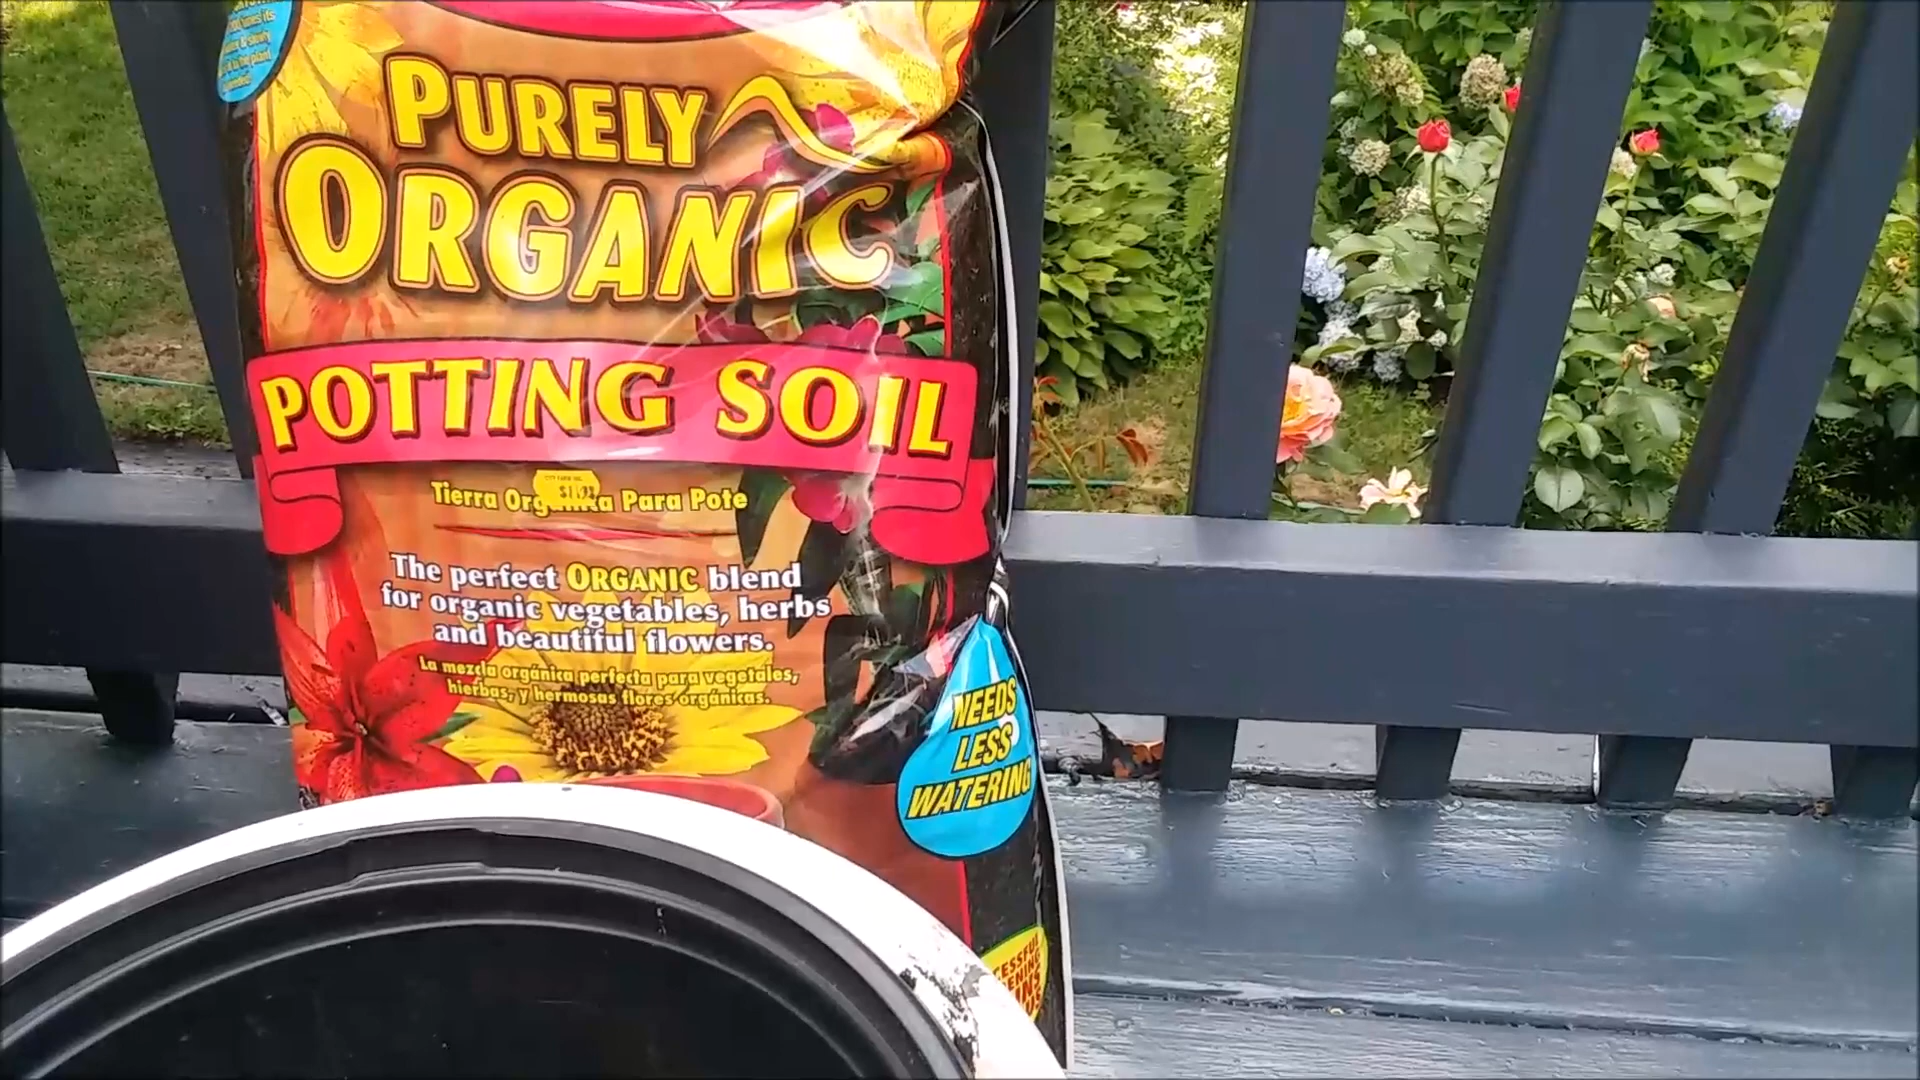 PURELY
ORGANIC
POTTING SOIL
Tierra Para Pote
The perfect ORGANIC blend
for organic vegetables, herbs
and beautiful flowers.
La mezcla orgánica perfecta para vegetales,
hierbas, y hermosas flores orgánicas.
NEEDS
LESS
WATERING